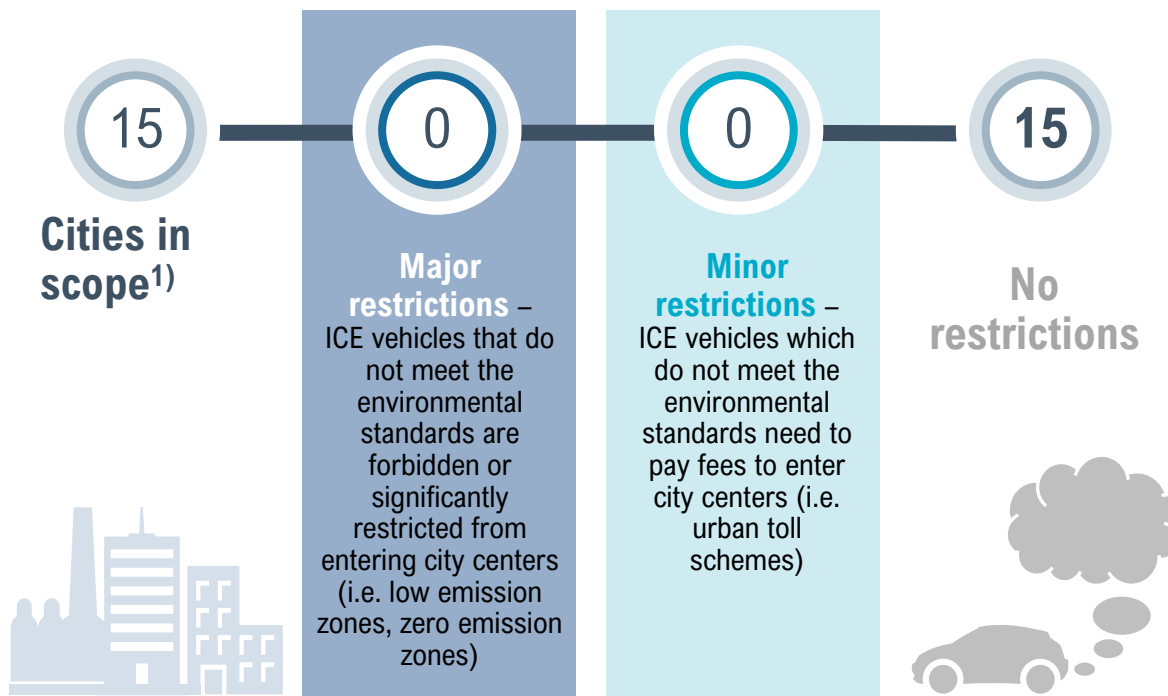 15
Cities in
scope1)
0
Major
restrictions –
ICE vehicles that do
not meet the
environmental
standards are
forbidden or
significantly
restricted from
entering city centers
(i.e. low emission
zones, zero emission
zones)
0
Minor
restrictions –
ICE vehicles which
do not meet the
environmental
standards need to
pay fees to enter
city centers (i.e.
urban toll
schemes)
15
No
restrictions